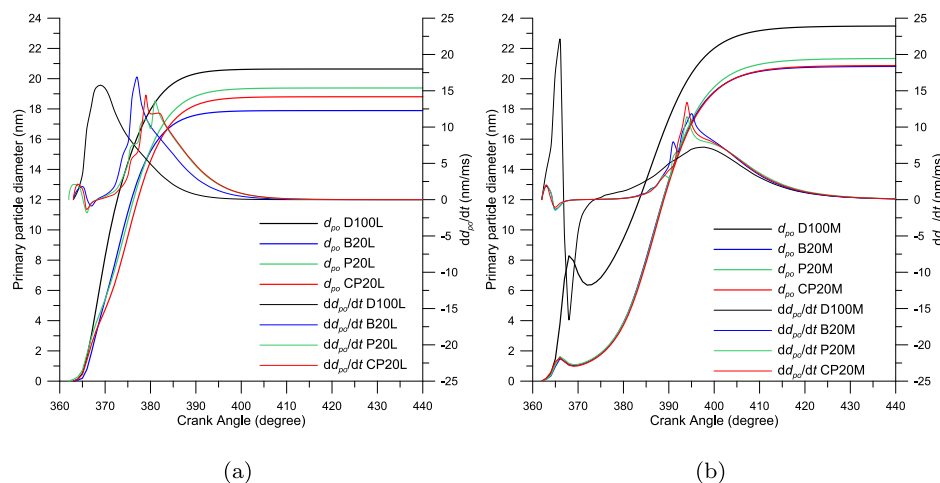 24
22
20
18
16
14
12
10
8
6
4
2
0
Primary particle diameter (nm)
25
20
15
10
5
0
-5
-10
-15
-20
-25
dd_po/dt (nm/ms)
d_po D100L
d_po B20L
d_po P20L
d_po CP20L
dd_po/dt D100L
dd_po/dt B20L
dd_po/dt P20L
dd_po/dt CP20L
360 370 380 390 400 410 420 430 440
Crank Angle (degree)
(a)
24
22
20
18
16
14
12
10
8
6
4
2
0
Primary particle diameter (nm)
25
20
15
10
5
0
-5
-10
-15
-20
-25
dd_po/dt (nm/ms)
d_po D100M
d_po B20M
d_po P20M
d_po CP20M
dd_po/dt D100M
dd_po/dt B20M
dd_po/dt P20M
dd_po/dt CP20M
360 380 400 420 440
Crank Angle (degree)
(b)